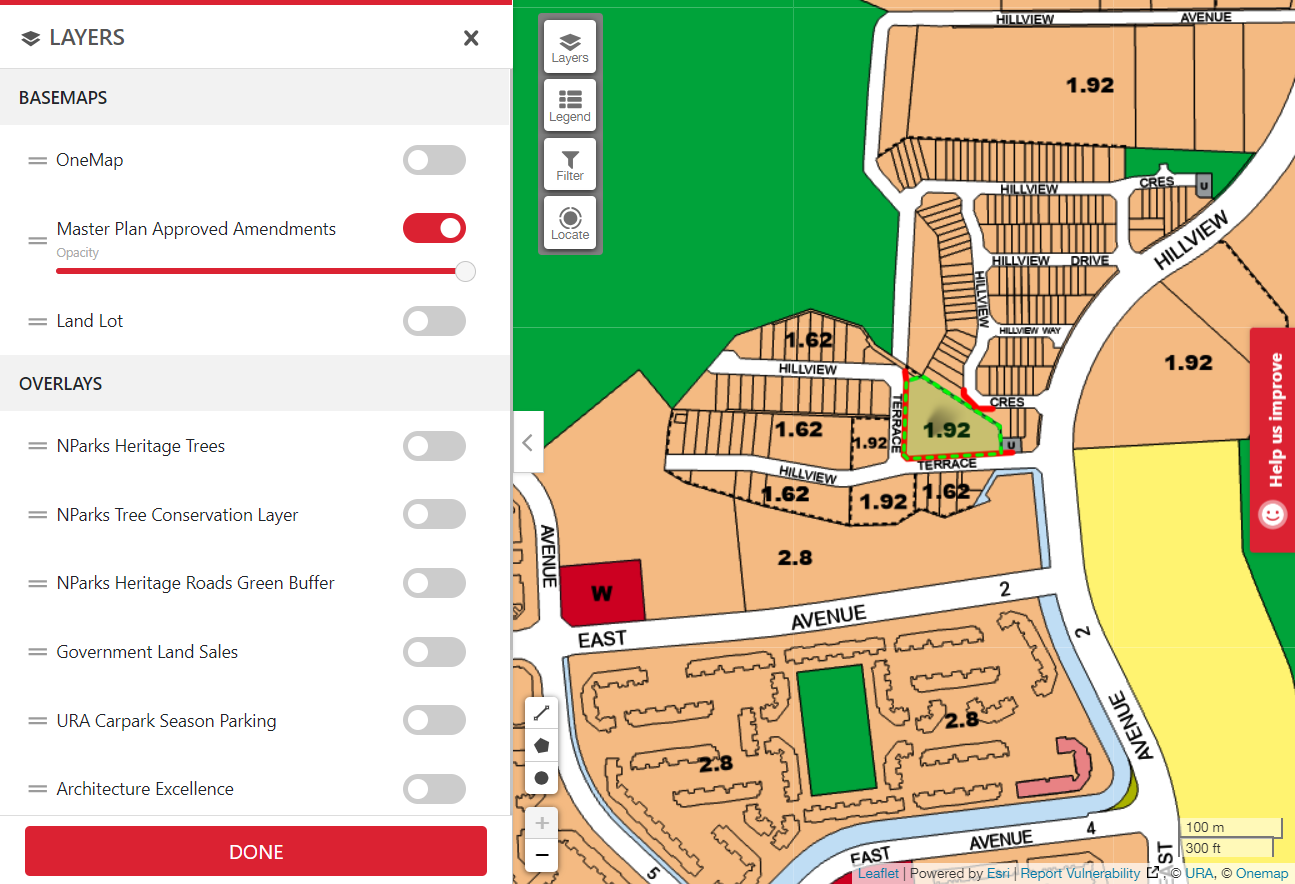 LAYERS
BASEMAPS
OneMap
Master Plan Approved Amendments
Opacity
Land Lot
OVERLAYS
NParks Heritage Trees
NParks Tree Conservation Layer
NParks Heritage Roads Green Buffer
Government Land Sales
URA Carpark Season Parking
Architecture Excellence
DONE
Layers
Legend
Filter
Locate
HILLVIEW AVENUE
1.92
HILLVIEW CRES
U
HILLVIEW
HILLVIEW DRIVE
HILLVIEW
HILLVIEW WAY
1.62
1.92
HILLVIEW
CRES
TERRACE
1.62
1.92
1.92
U
TERRACE
HILLVIEW
1.62
1.92
1.62
AVENUE
2.8
W
2
EAST AVENUE
2
AVENUE
2.8
2.8
4
EAST AVENUE
5
EAST
Help us improve
+
−
100 m
300 ft
Leaflet | Powered by Esri | Report Vulnerability , © URA, © Onemap